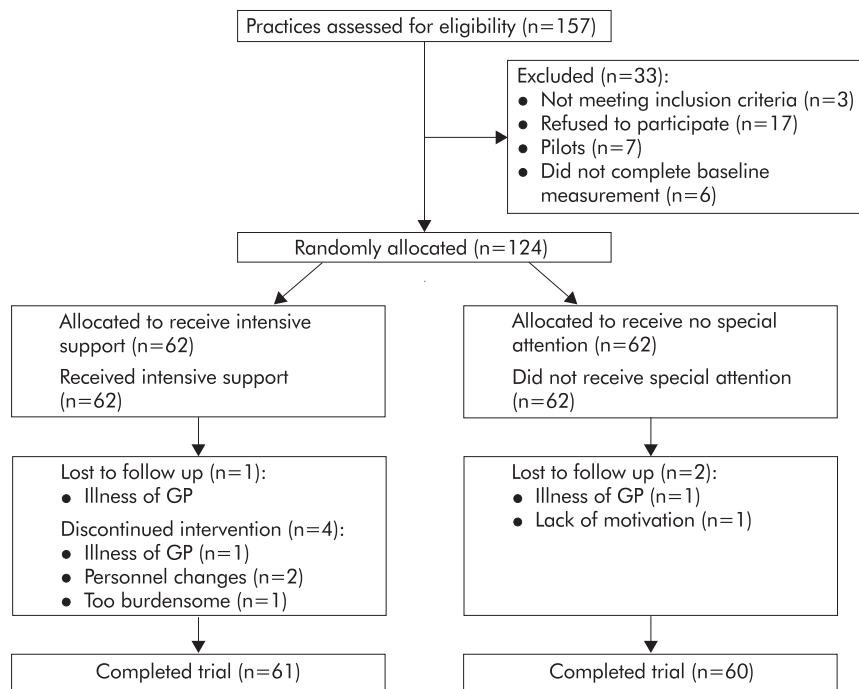 Practices assessed for eligibility (n=157)
Excluded (n=33):
● Not meeting inclusion criteria (n=3)
● Refused to participate (n=17)
● Pilots (n=7)
● Did not complete baseline
measurement (n=6)
Randomly allocated (n=124)
Allocated to receive intensive
support (n=62)
Received intensive support
(n=62)
Allocated to receive no special
attention (n=62)
Did not receive special attention
(n=62)
Lost to follow up (n=1):
● Illness of GP
Discontinued intervention (n=4):
● Illness of GP (n=1)
● Personnel changes (n=2)
● Too burdensome (n=1)
Lost to follow up (n=2):
● Illness of GP (n=1)
● Lack of motivation (n=1)
Completed trial (n=61)
Completed trial (n=60)